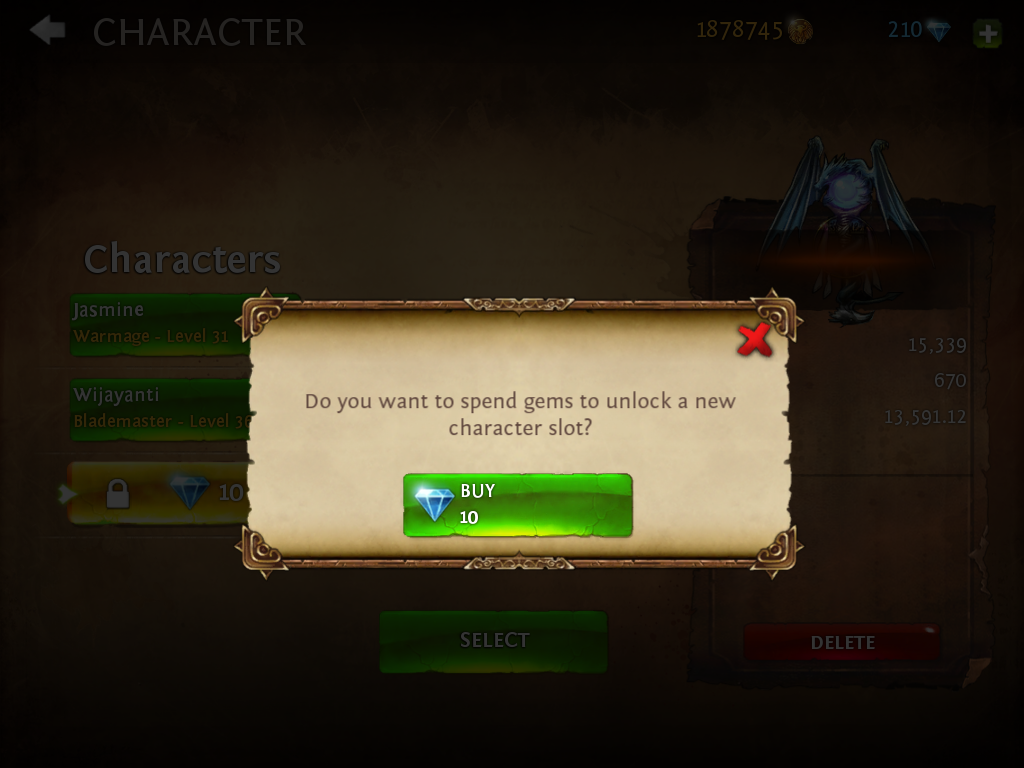 CHARACTER
1878745
210
Characters
Jasmine
Warmage - Level 31
Wijayanti
Blademaster - Level
10
Do you want to spend gems to unlock a new
character slot?
BUY
10
15,339
670
13,591.12
SELECT
DELETE